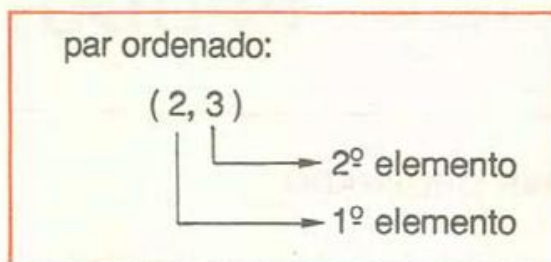 par ordenado:
(2, 3)
2º elemento
1º elemento